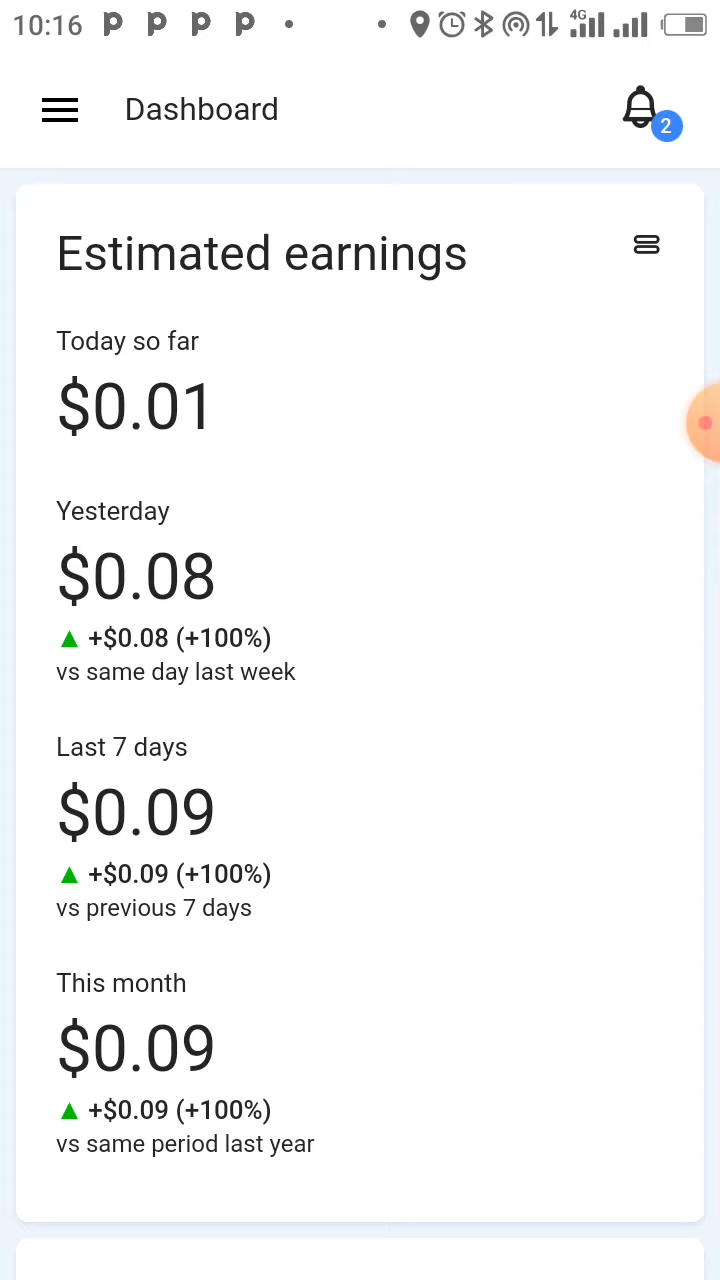 10:16
4G
Dashboard
2
Estimated earnings
Today so far
$0.01
Yesterday
$0.08
▲ +$0.08 (+100%)
vs same day last week
Last 7 days
$0.09
▲ +$0.09 (+100%)
vs previous 7 days
This month
$0.09
▲ +$0.09 (+100%)
vs same period last year